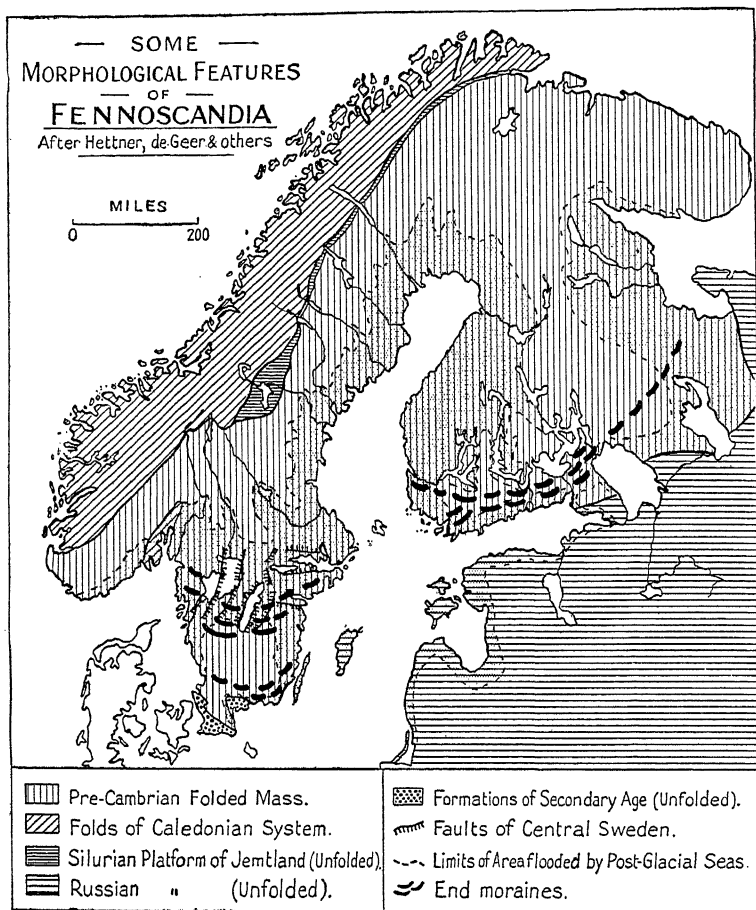 SOME
MORPHOLOGICAL FEATURES
OF
FENNOSCANDIA
After Hettner, de Geer & others
MILES
0 200
Pre-Cambrian Folded Mass.
Folds of Caledonian System.
Silurian Platform of Jemtland (Unfolded).
Russian " (Unfolded).
Formations of Secondary Age (Unfolded).
Faults of Central Sweden.
Limits of Area flooded by Post-Glacial Seas.
End moraines.